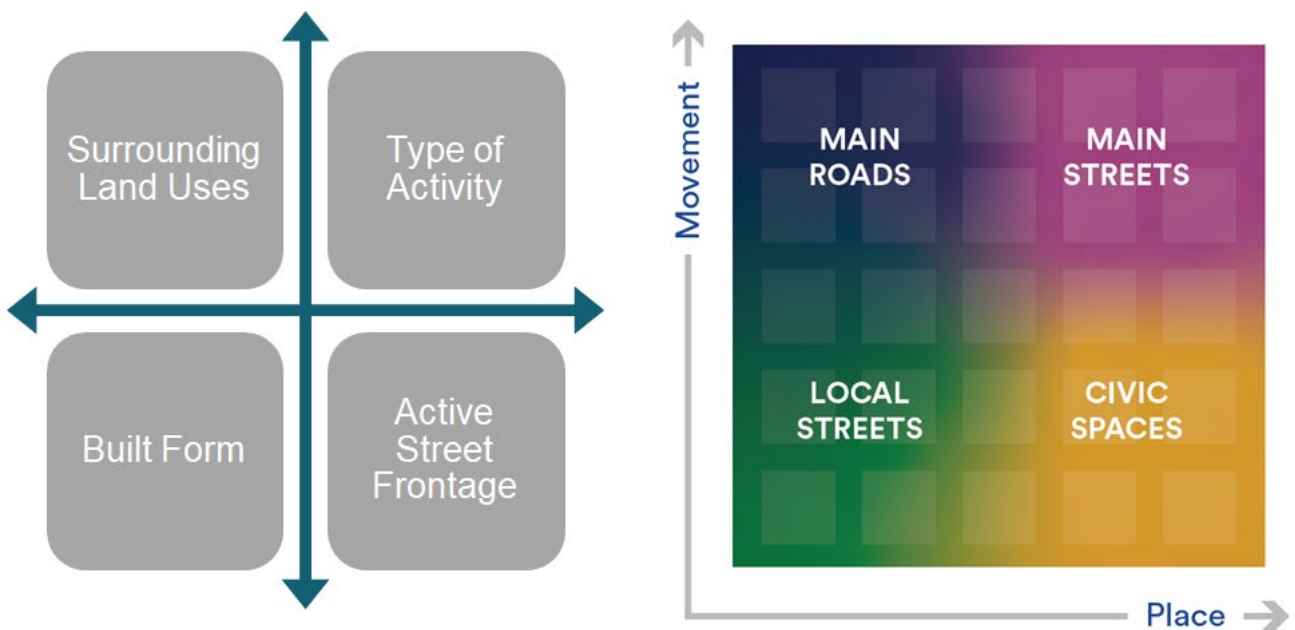 Surrounding
Land Uses
Type of
Activity
Built Form
Active
Street
Frontage
Movement
MAIN
ROADS
MAIN
STREETS
LOCAL
STREETS
CIVIC
SPACES
Place